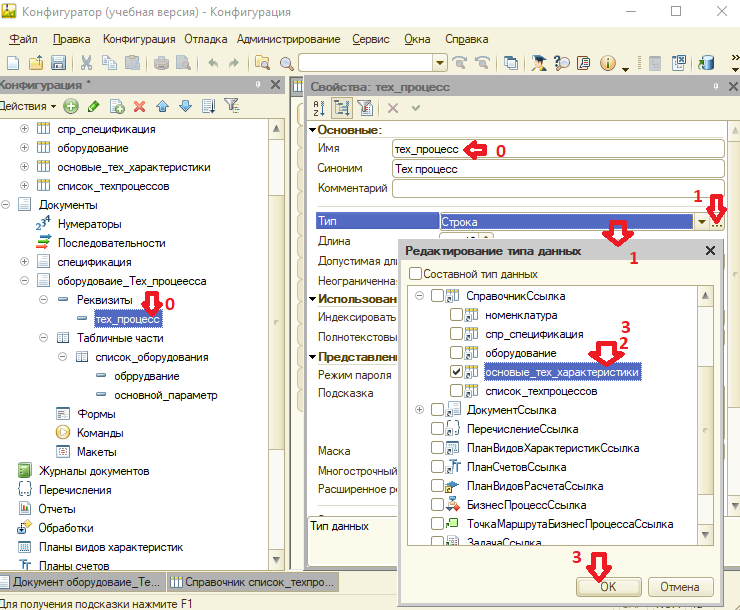 Конфигуратор (учебная версия) - Конфигурация
Файл Правка Конфигурация Отладка Администрирование Сервис Окна Справка
Конфигурация *
Действия
спр_спецификация
оборудование
основые_тех_характеристики
список_техпроцессов
Документы
Нумераторы
Последовательности
спецификация
оборудоваие_Тех_процеесса
Реквизиты
0
тех_процесс
Табличные части
список_оборудования
обррудвание
основной_параметр
Формы
Команды
Макеты
Журналы документов
Перечисления
Отчеты
Обработки
Планы видов характеристик
Планы счетов
Свойства: тех_процесс
Основные:
Имя тех_процесс 0
Синоним Тех процесс
Комментарий
1
Тип Строка ...
1
Длина
Допустимая дл
Неограниченная
Использован
Индексировать
Полнотекстовы
Представлени
Режим пароля
Подсказка
Маска
Многострочный
Расширенное ре
Тип данных
Редактирование типа данных
Составной тип данных
СправочникСсылка
номенклатура
спр_спецификация 3
оборудование 2
основые_тех_характеристики
список_техпроцессов
ДокументСсылка
ПеречислениеСсылка
ПланВидовХарактеристикСсылка
ПланСчетовСсылка
ПланВидовРасчетаСсылка
БизнесПроцессСсылка
ТочкаМаршрутаБизнесПроцессаСсылка
ЗадачаСсылка
3
OK Отмена
Документ оборудоваие_Те... Справочник список_техпро...
Для получения подсказки нажмите F1